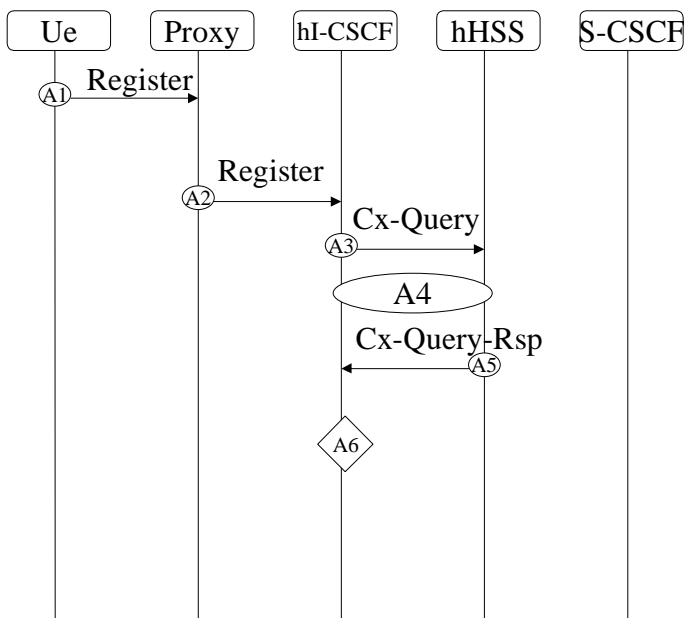 Ue Proxy hI-CSCF hHSS S-CSCF
Register
A1
Register
A2
Cx-Query
A3
A4
Cx-Query-Rsp
A5
A6